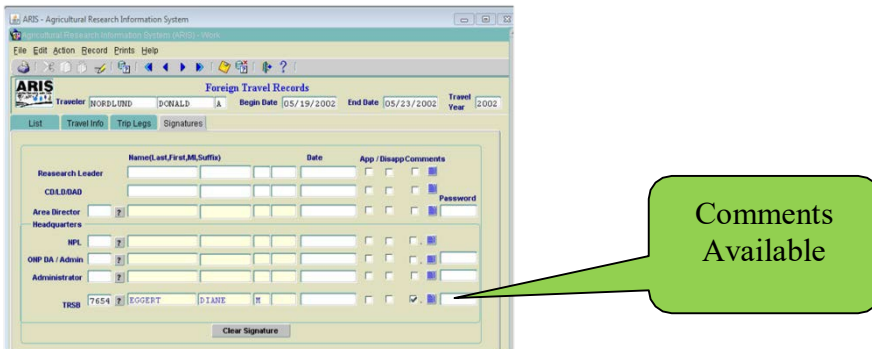 ARIS - Agricultural Research Information System
Agricultural Research Information System (ARIS) - Work
File Edit Action Record Prints Help
ARIS Foreign Travel Records
Traveler NORDLUND DONALD A Begin Date 05/19/2002 End Date 05/23/2002 Travel Year 2002
List Travel Info Trip Legs Signatures
Name(Last,First,MI,Suffix) Date App / Disapp Comments
Reasearch Leader
CD/LD/OAD
Password
Area Director ?
Headquarters
NPL ?
ONP DA / Admin ?
Administrator ?
TRSB 7654 ? EGGERT DIANE M
Clear Signature
Comments
Available